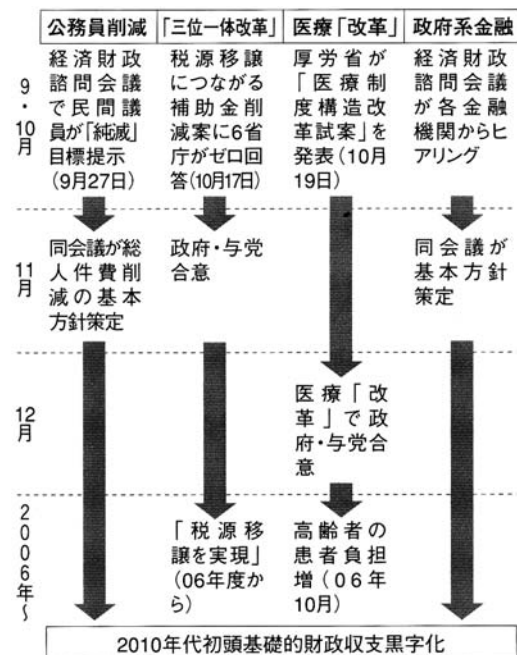 公務員削減
「三位一体改革」
医療「改革」
政府系金融
9・10月
経済財政
諮問会議
で民間議
員が「純減」
目標提示
(9月27日)
税源移譲
につながる
補助金削
減案に6省
庁がゼロ回
答(10月17日)
厚労省が
「医療制
度構造改
革試案」を
発表(10月
19日)
経済財政
諮問会議
が各金融
機関からヒ
アリング
11月
同会議が総
人件費削
減の基本
方針策定
政府・与党
合意
同会議が
基本方針
策定
12月
医療「改
革」で政
府・与党合
意
2006年~
「税源移
譲を実現」
(06年度か
ら)
高齢者の
患者負担
増(06年
10月)
2010年代初頭基礎的財政収支黒字化